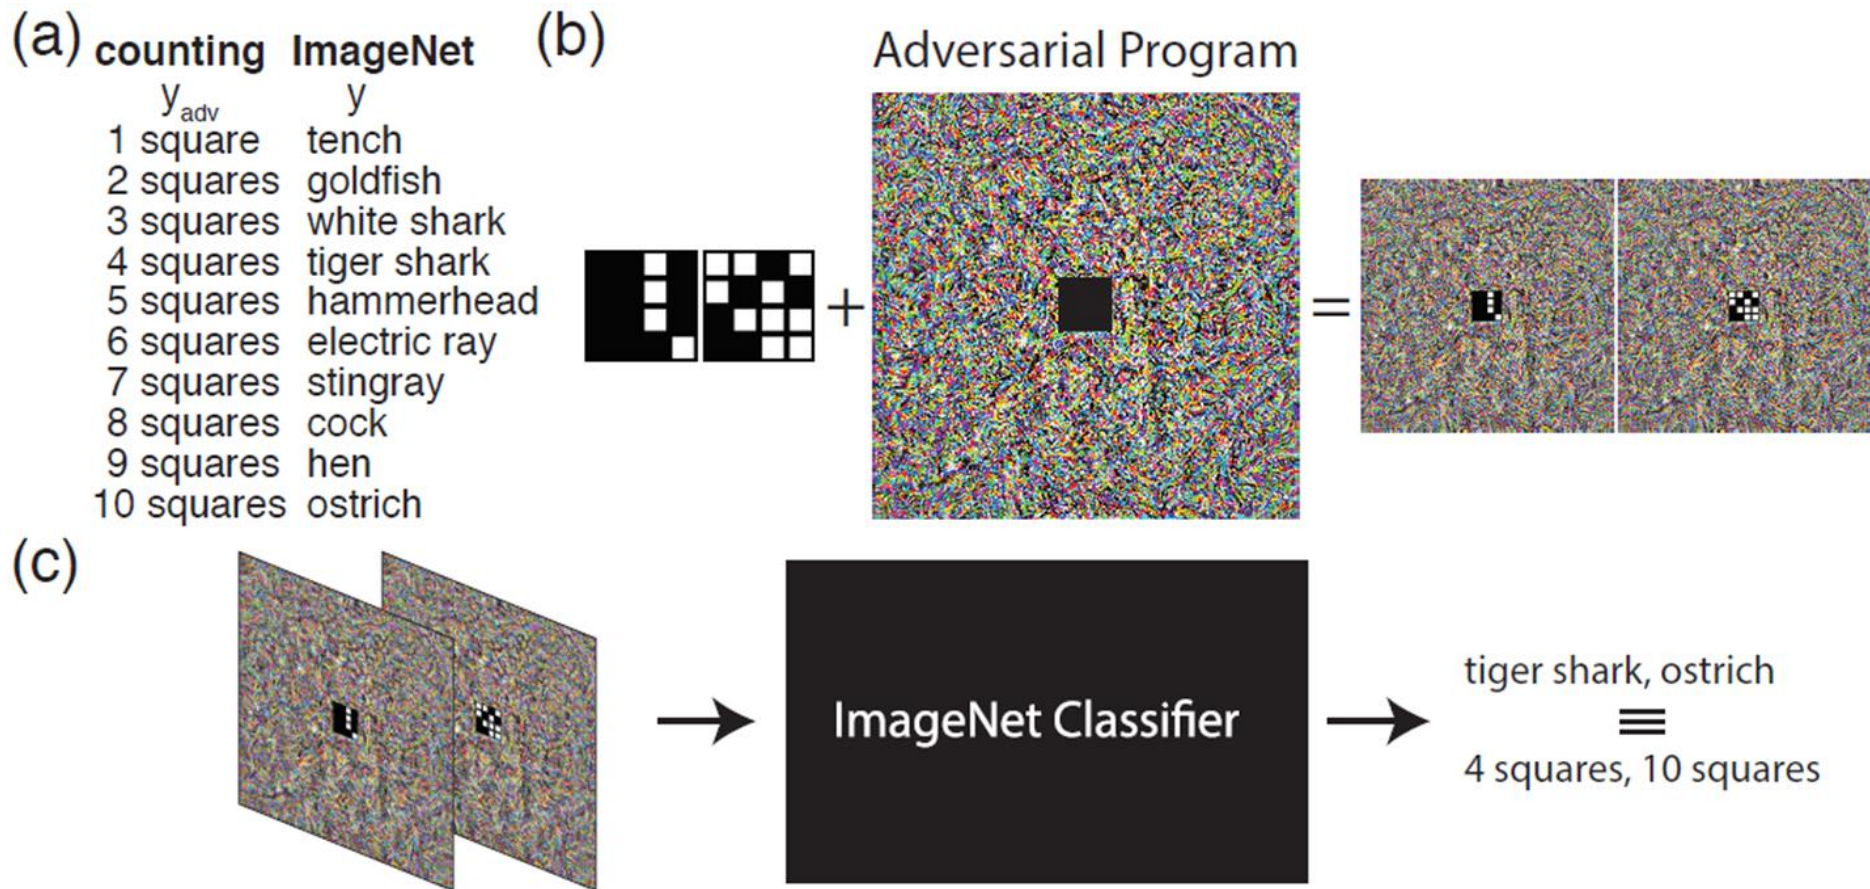 (a) counting ImageNet
y_adv y
1 square tench
2 squares goldfish
3 squares white shark
4 squares tiger shark
5 squares hammerhead
6 squares electric ray
7 squares stingray
8 squares cock
9 squares hen
10 squares ostrich
(b)
Adversarial Program
+ =
(c)
ImageNet Classifier
tiger shark, ostrich
≡
4 squares, 10 squares